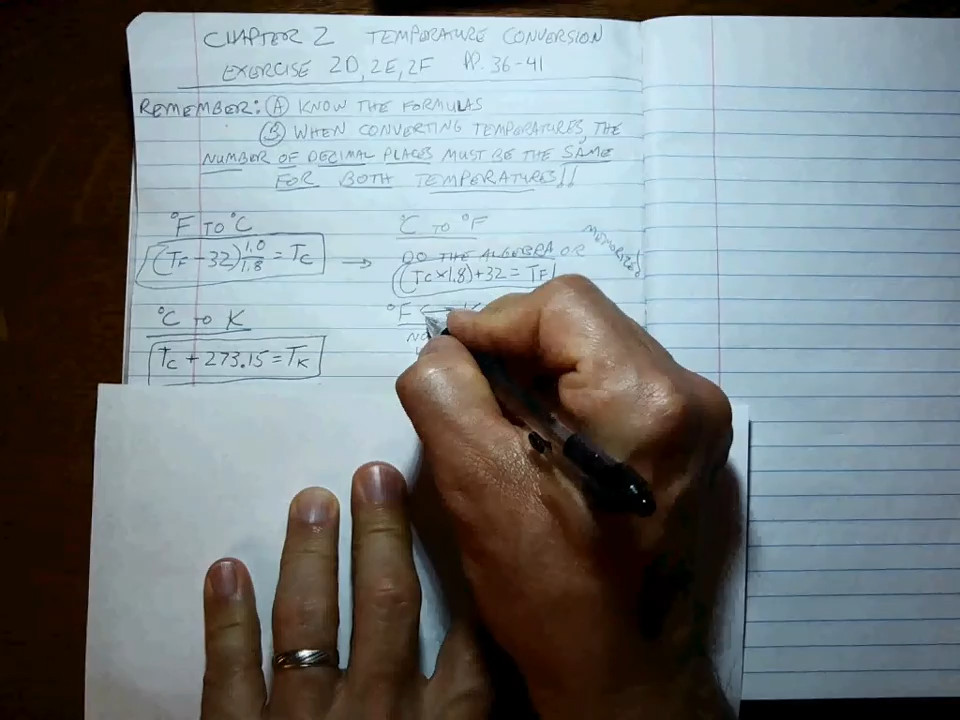 CHAPTER 2 TEMPERATURE CONVERSION
EXERCISE 2D, 2E, 2F PP. 36-41
REMEMBER: (A) KNOW THE FORMULAS
(B) WHEN CONVERTING TEMPERATURES, THE
NUMBER OF DECIMAL PLACES MUST BE THE SAME
FOR BOTH TEMPERATURES!!
°F TO °C
(TF - 32) 1.0/1.8 = TC →
°C TO °F
DO THE ALGEBRA OR
MEMORIZE!
(TC × 1.8) + 32 = TF
°C TO K
TC + 273.15 = TK
°F